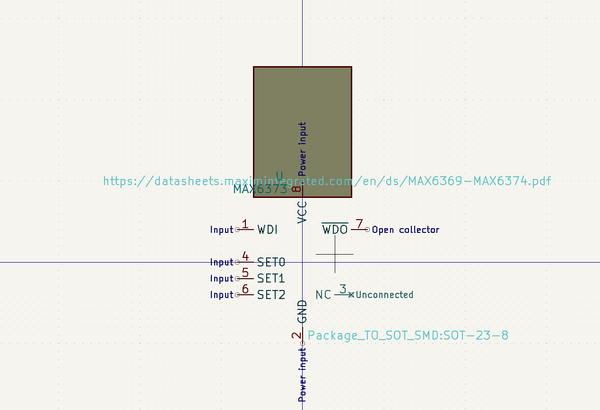 Power input
U
https://datasheets.maximintegrated.com/en/ds/MAX6369-MAX6374.pdf
MAX6373
8
VCC
Input 1 WDI
WDO 7 Open collector
Input 4 SET0
Input 5 SET1
Input 6 SET2
NC 3 Unconnected
GND
2
Package_TO_SOT_SMD:SOT-23-8
Power input